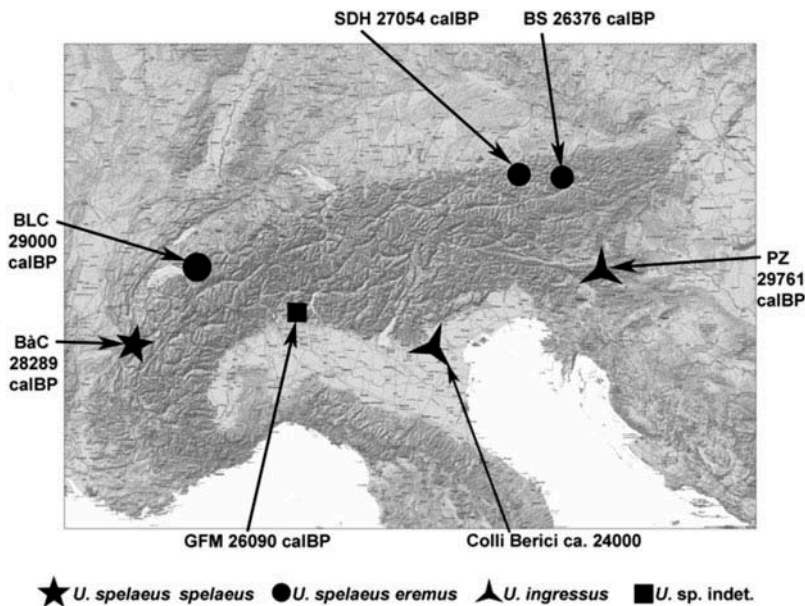 SDH 27054 calBP
BS 26376 calBP
BLC
29000
calBP
PZ
29761
calBP
BàC
28289
calBP
GFM 26090 calBP
Colli Berici ca. 24000
U. spelaeus spelaeus
U. spelaeus eremus
U. ingressus
U. sp. indet.